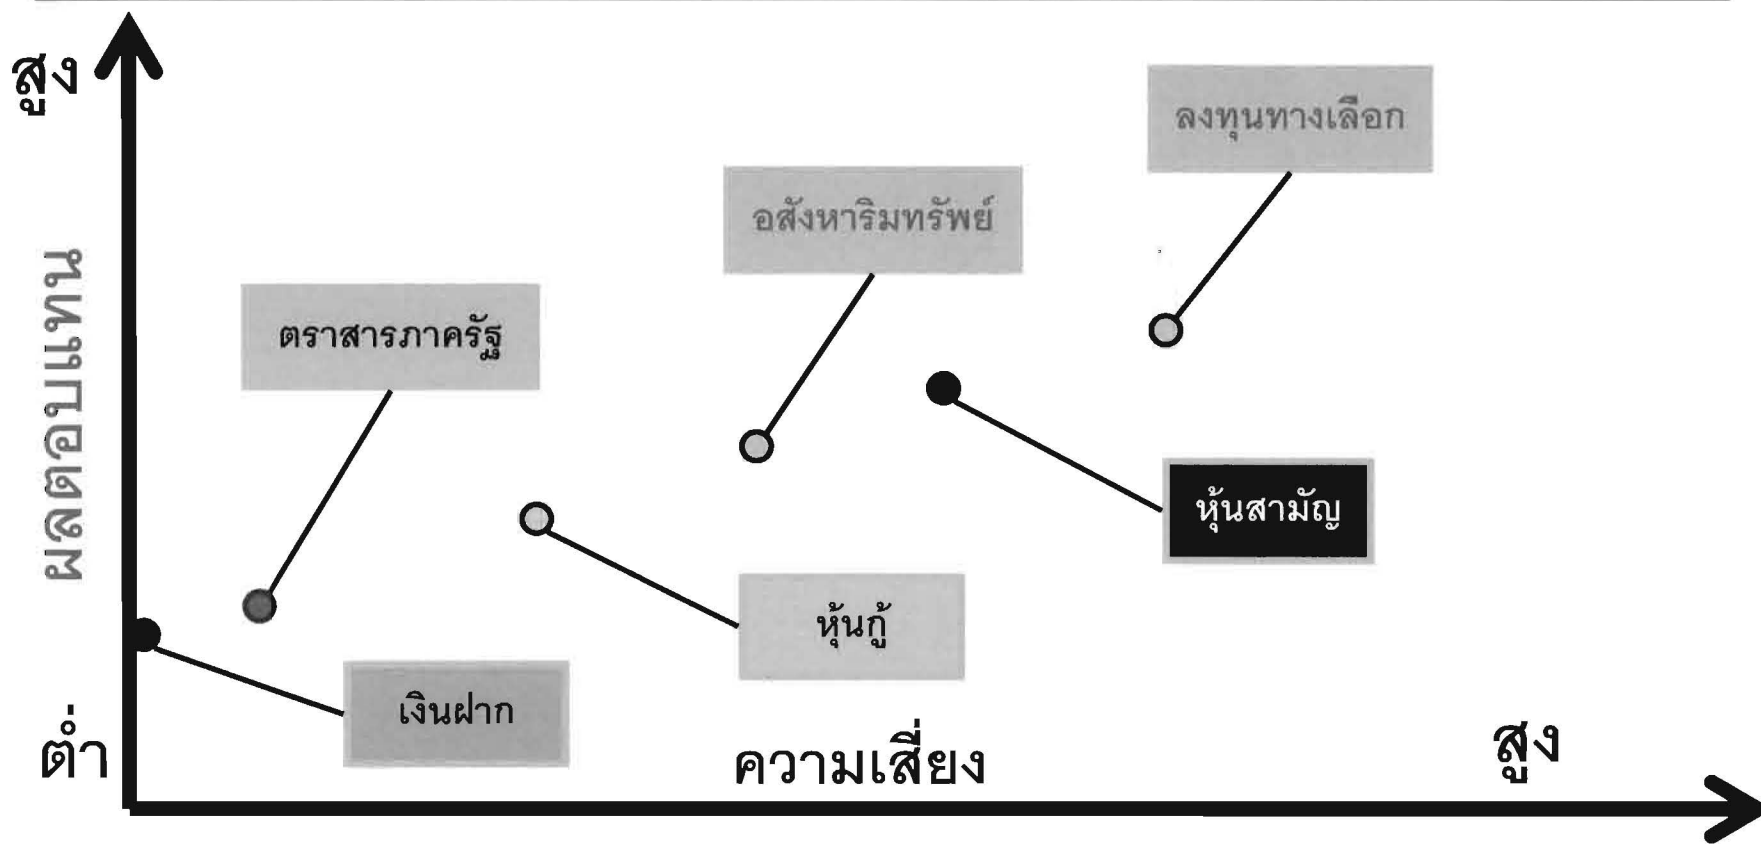 สูง
ลงทุนทางเลือก
อสังหาริมทรัพย์
ตราสารภาครัฐ
ผลตอบแทน
หุ้นสามัญ
หุ้นกู้
เงินฝาก
ต่ำ
ความเสี่ยง
สูง